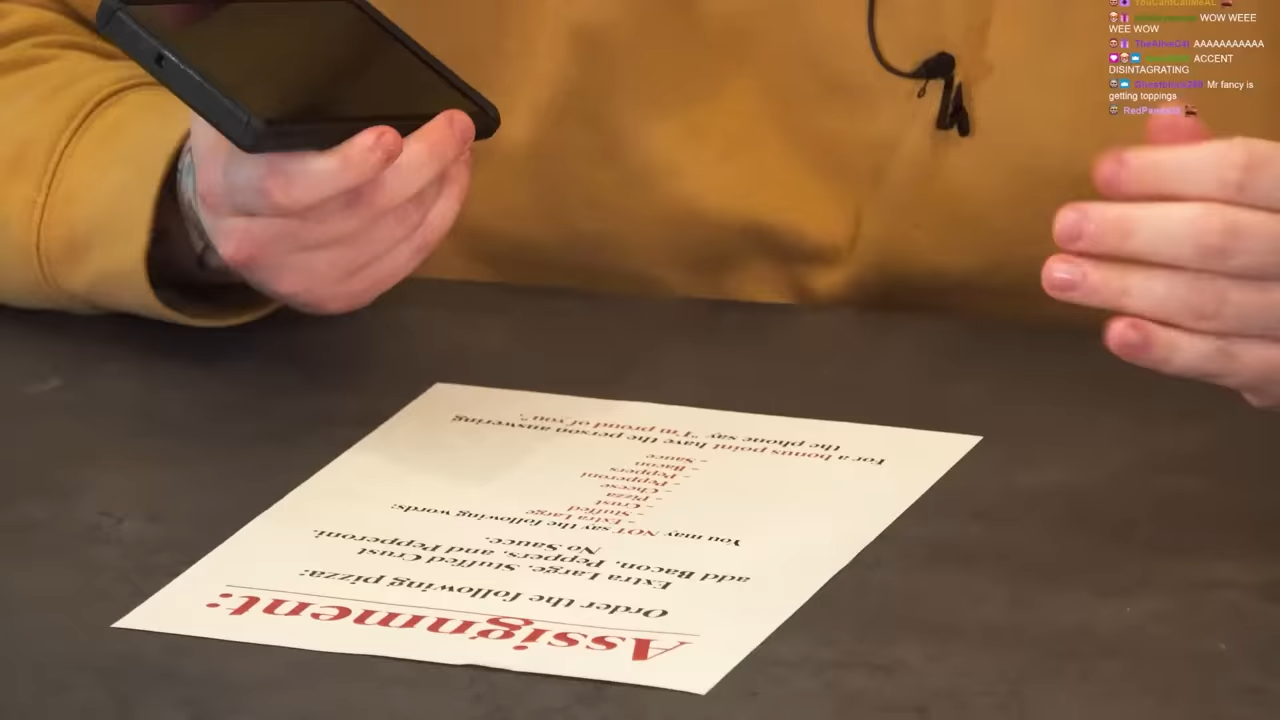 Assignment:
Order the following pizza:
Extra Large, Stuffed Crust
add Bacon, Peppers, and Pepperoni.
No Sauce.
You may NOT say the following words:
- Extra Large
- Stuffed
- Crust
- Pizza
- Cheese
- Pepperoni
- Peppers
- Bacon
- Sauce
For a bonus point have the person answering
the phone say "I'm proud of you".
YouCantCallMeAL
WOW WEEE
WEE WOW
AAAAAAAAAAA
ACCENT
DISINTAGRATING
Mr fancy is
getting toppings